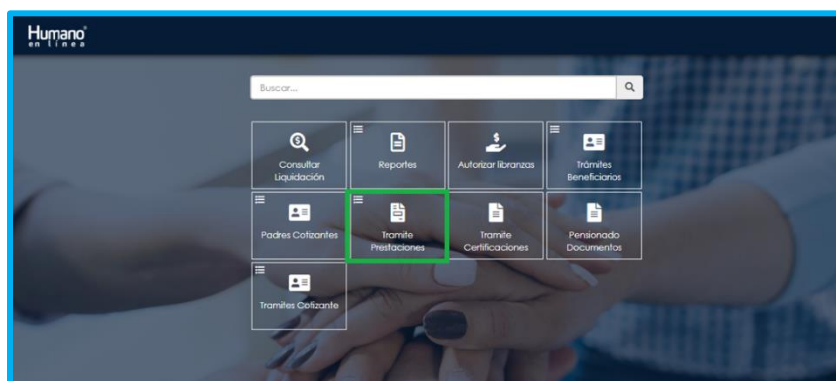 Humano
en línea
Buscar...
Consultar
Liquidación
Reportes
Autorizar libranzas
Trámites
Beneficiarios
Padres Cotizantes
Tramite
Prestaciones
Tramite
Certificaciones
Pensionado
Documentos
Tramites Cotizante